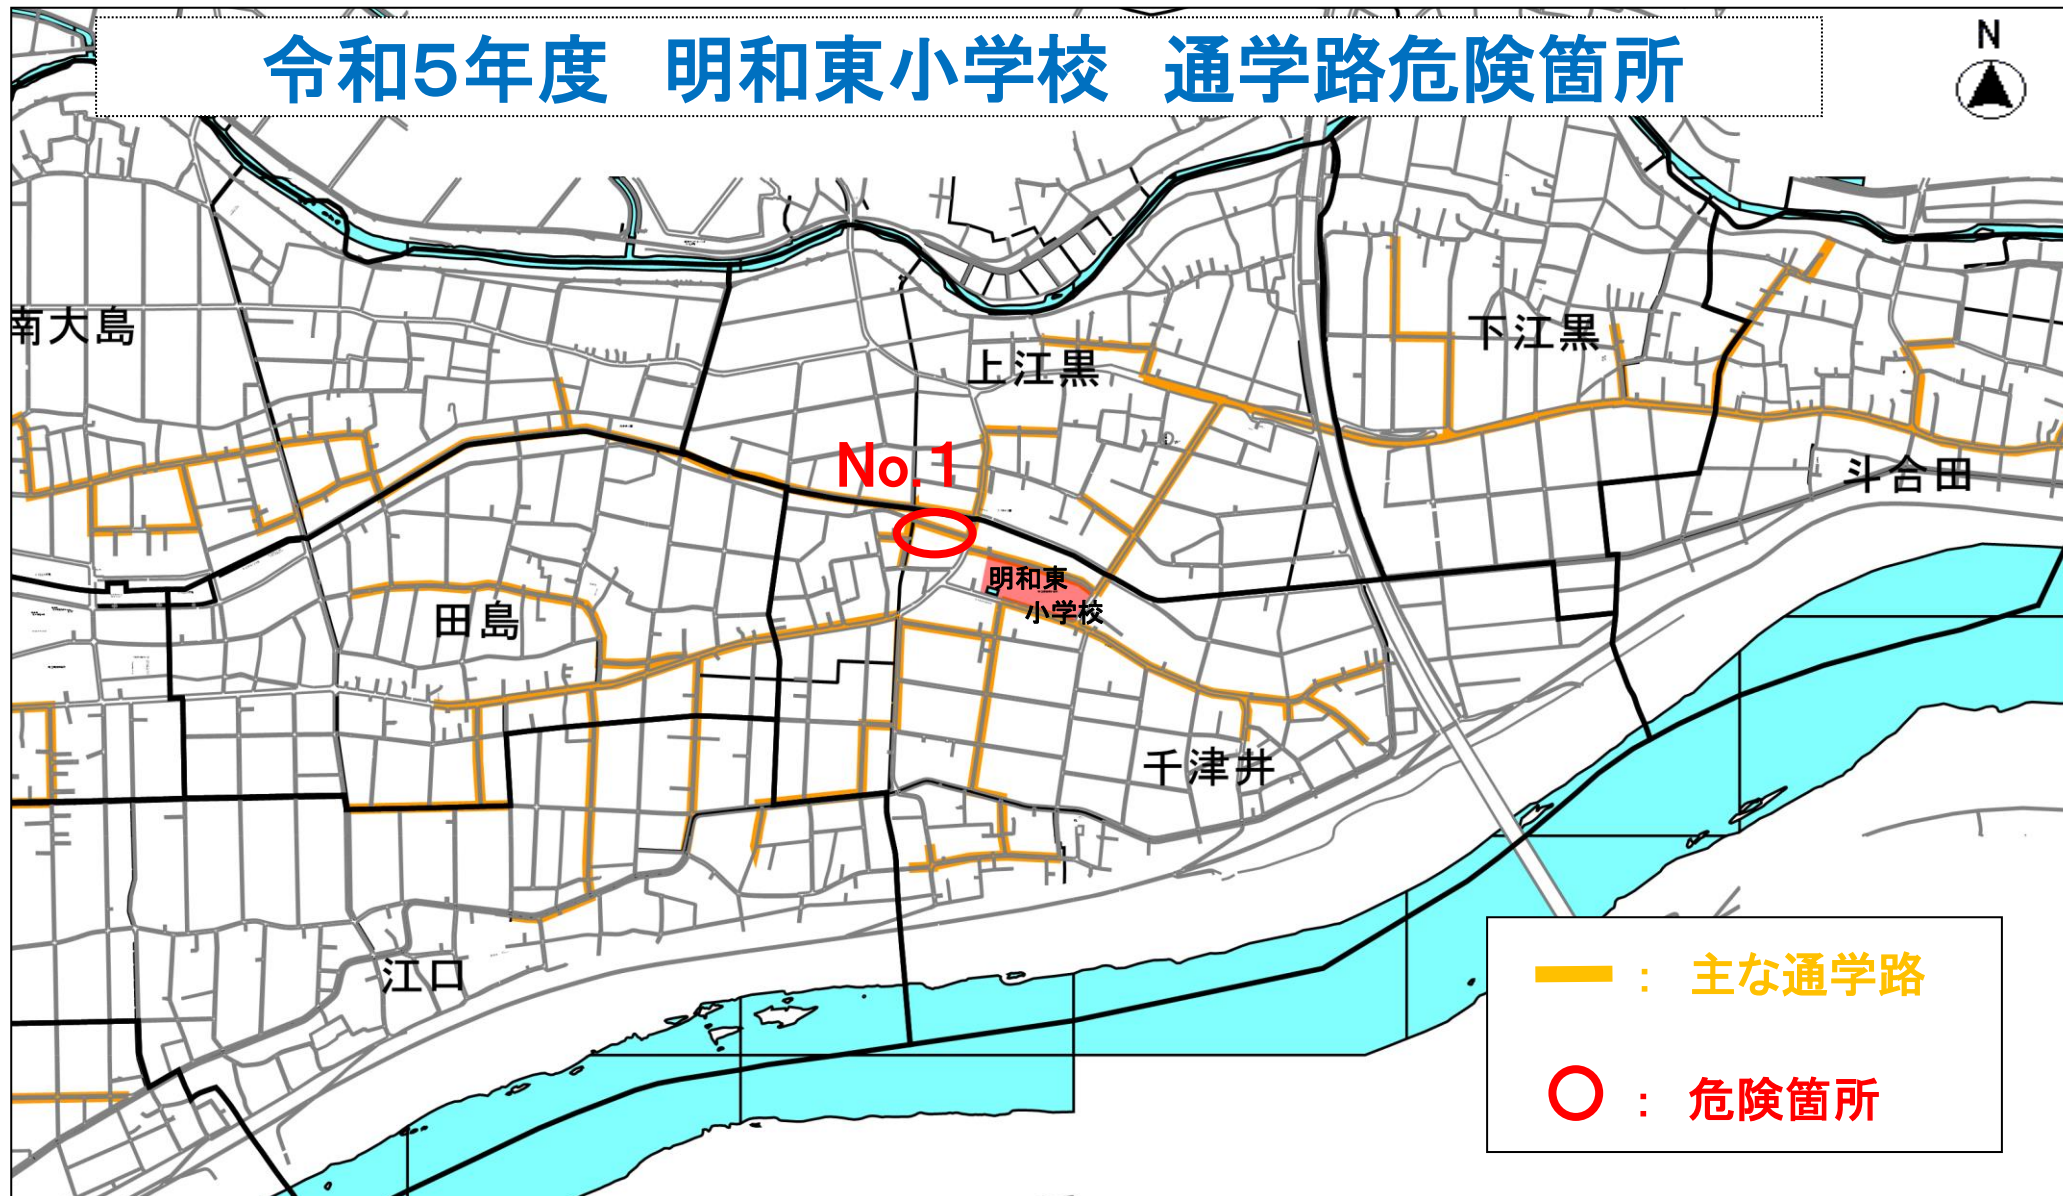 令和5年度　明和東小学校　通学路危険箇所
N
南大島
上江黒
下江黒
No.1
斗合田
明和東
小学校
田島
千津井
江口
： 主な通学路
： 危険箇所